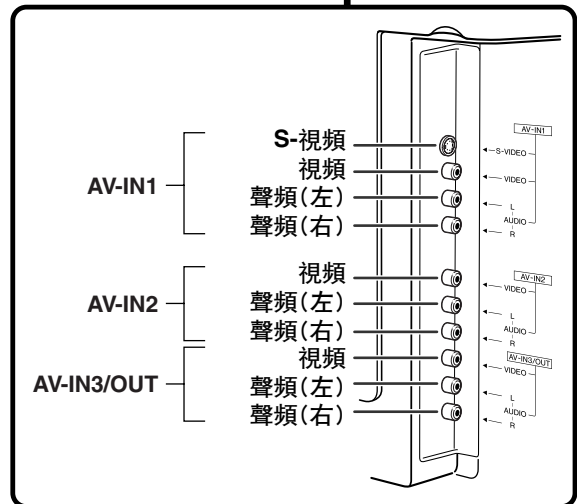 AV-IN1
S-視頻
視頻
聲頻(左)
聲頻(右)
AV-IN2
視頻
聲頻(左)
聲頻(右)
AV-IN3/OUT
視頻
聲頻(左)
聲頻(右)
AV-IN1
S-VIDEO
VIDEO
L
AUDIO
R
AV-IN2
VIDEO
L
AUDIO
R
AV-IN3/OUT
VIDEO
L
AUDIO
R